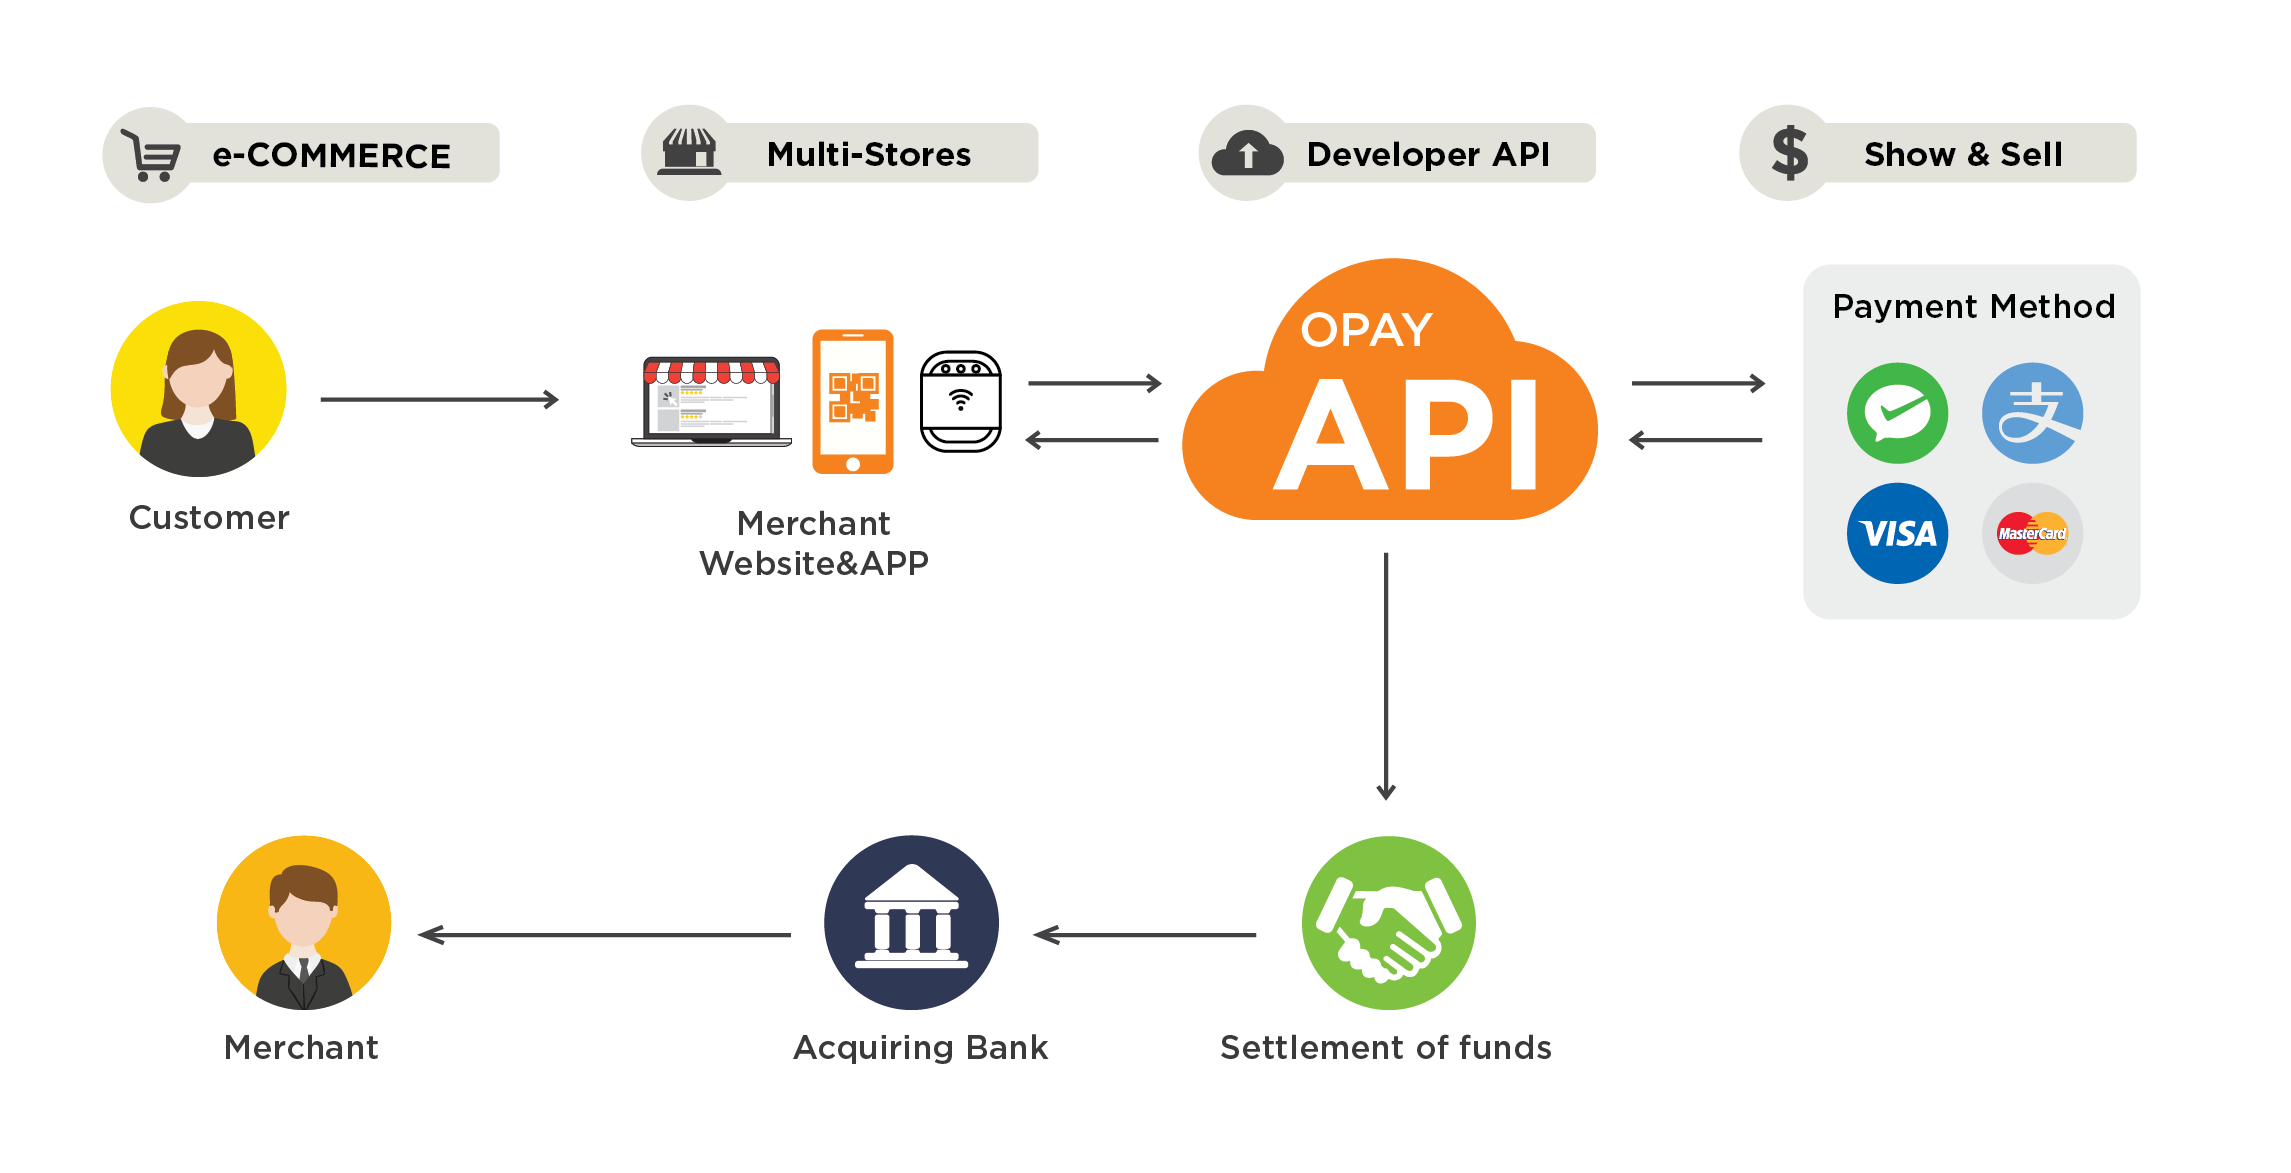 e-COMMERCE
Multi-Stores
Developer API
Show & Sell
Customer
Merchant
Website&APP
OPAY
API
Payment Method
支
VISA
MasterCard
Merchant
Acquiring Bank
Settlement of funds